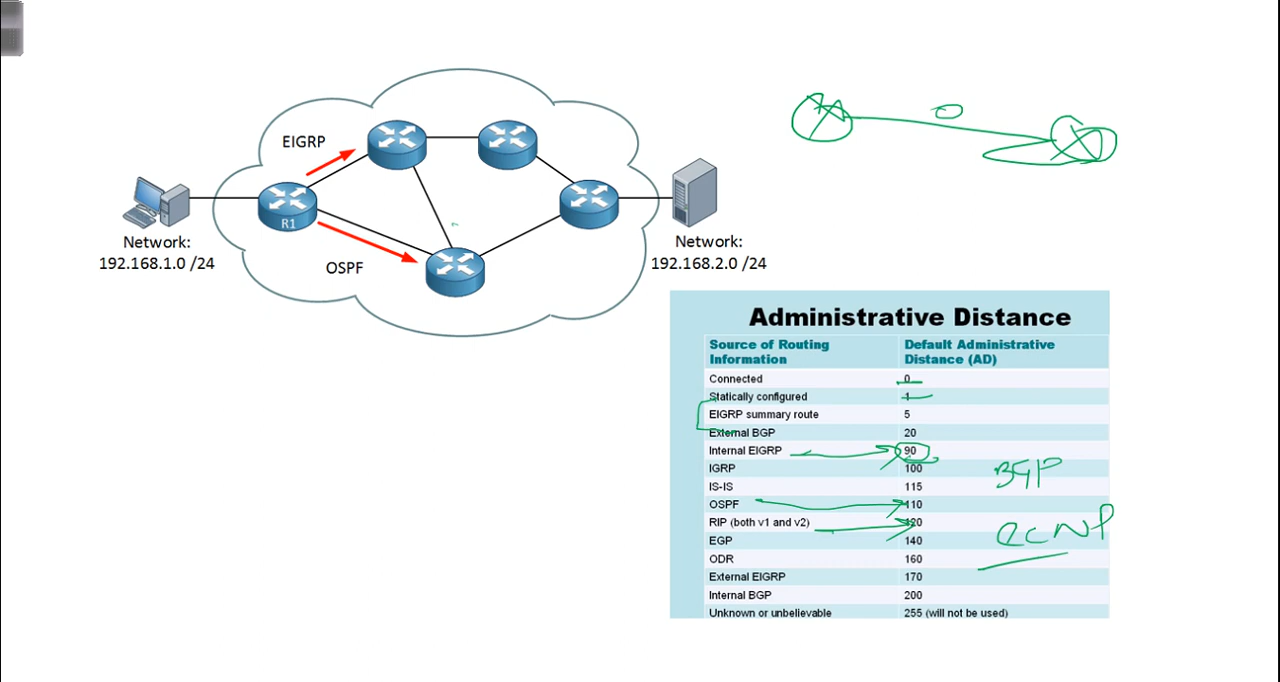 EIGRP
R1
OSPF
Network:
192.168.1.0 /24
Network:
192.168.2.0 /24
O
Administrative Distance
Source of Routing Information
Default Administrative Distance (AD)
Connected 0
Statically configured 1
EIGRP summary route 5
External BGP 20
Internal EIGRP 90
IGRP 100
IS-IS 115
OSPF 110
RIP (both v1 and v2) 120
EGP 140
ODR 160
External EIGRP 170
Internal BGP 200
Unknown or unbelievable 255 (will not be used)
BGP
CCNP